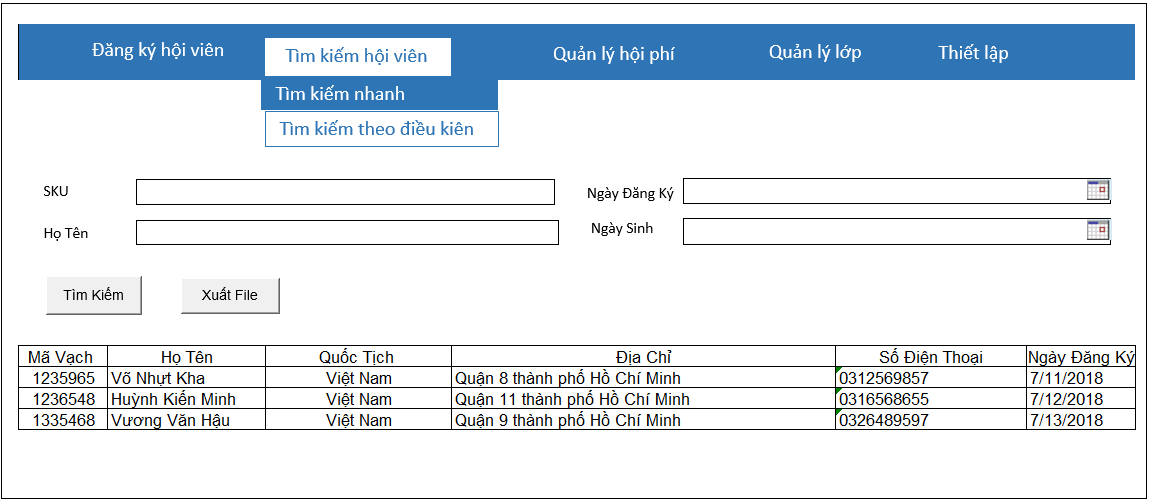 Đăng ký hội viên Tìm kiếm hội viên Quản lý hội phí Quản lý lớp Thiết lập
Tìm kiếm nhanh
Tìm kiếm theo điều kiên
SKU Ngày Đăng Ký
Họ Tên Ngày Sinh
Tìm Kiếm Xuất File
Mã Vạch Họ Tên Quốc Tịch Địa Chỉ Số Điện Thoại Ngày Đăng Ký
1235965 Võ Nhựt Kha Việt Nam Quận 8 thành phố Hồ Chí Minh 0312569857 7/11/2018
1236548 Huỳnh Kiến Minh Việt Nam Quận 11 thành phố Hồ Chí Minh 0316568655 7/12/2018
1335468 Vương Văn Hậu Việt Nam Quận 9 thành phố Hồ Chí Minh 0326489597 7/13/2018